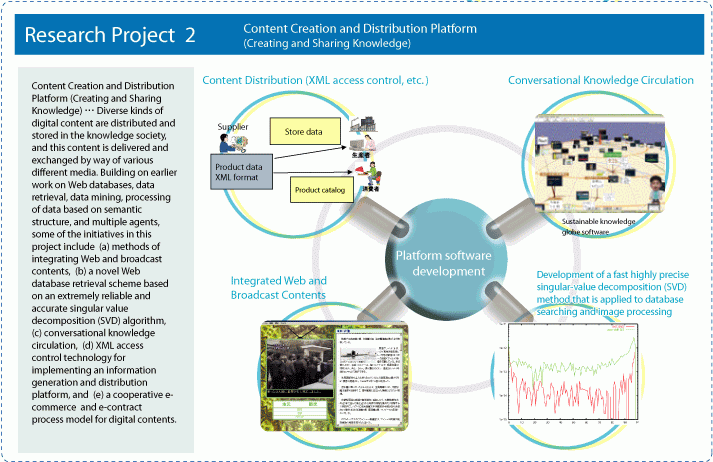 Research Project 2
Content Creation and Distribution Platform
(Creating and Sharing Knowledge)
Content Creation and Distribution
Platform (Creating and Sharing
Knowledge) ··· Diverse kinds of
digital content are distributed and
stored in the knowledge society,
and this content is delivered and
exchanged by way of various
different media. Building on earlier
work on Web databases, data
retrieval, data mining, processing
of data based on semantic
structure, and multiple agents,
some of the initiatives in this
project include (a) methods of
integrating Web and broadcast
contents, (b) a novel Web
database retrieval scheme based
on an extremely reliable and
accurate singular value
decomposition (SVD) algorithm,
(c) conversational knowledge
circulation, (d) XML access
control technology for
implementing an information
generation and distribution
platform, and (e) a cooperative e-
commerce and e-contract
process model for digital contents.
Content Distribution (XML access control, etc.)
Supplier
Store data
生産者
Product data
XML format
Product catalog
消費者
Conversational Knowledge Circulation
Sustainable knowledge
globe software
Platform software
development
Integrated Web and
Broadcast Contents
Development of a fast highly precise
singular-value decomposition (SVD)
method that is applied to database
searching and image processing